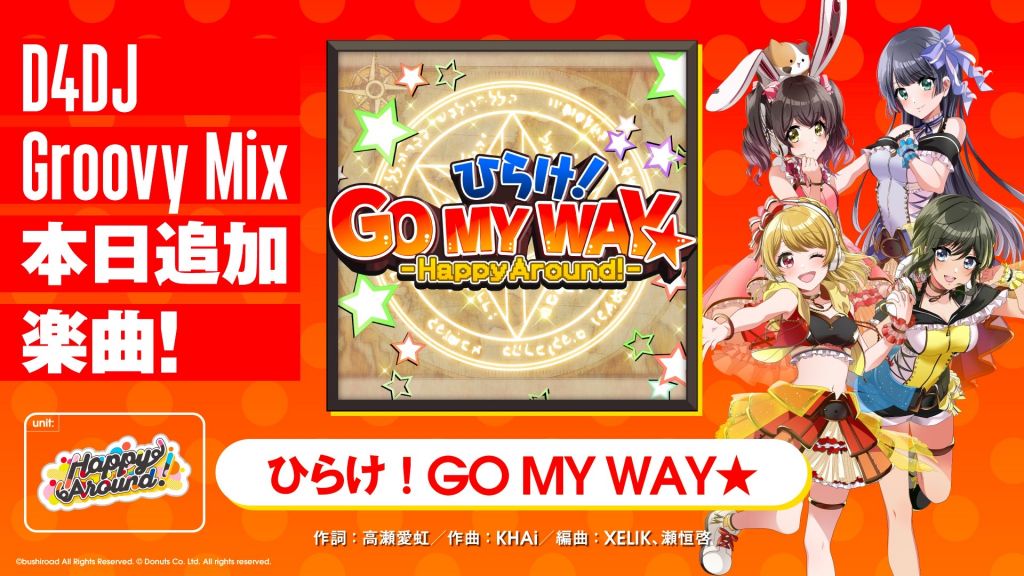 D4DJ
Groovy Mix
本日追加
楽曲!
ひらけ!
GO MY WAY★
-Happy Around!-
unit:
Happy
Around!
ひらけ！GO MY WAY★
作詞：高瀬愛虹／作曲：KHAi／編曲：XELIK、瀬恒啓
©bushiroad All Rights Reserved. © Donuts Co. Ltd. All rights reserved.